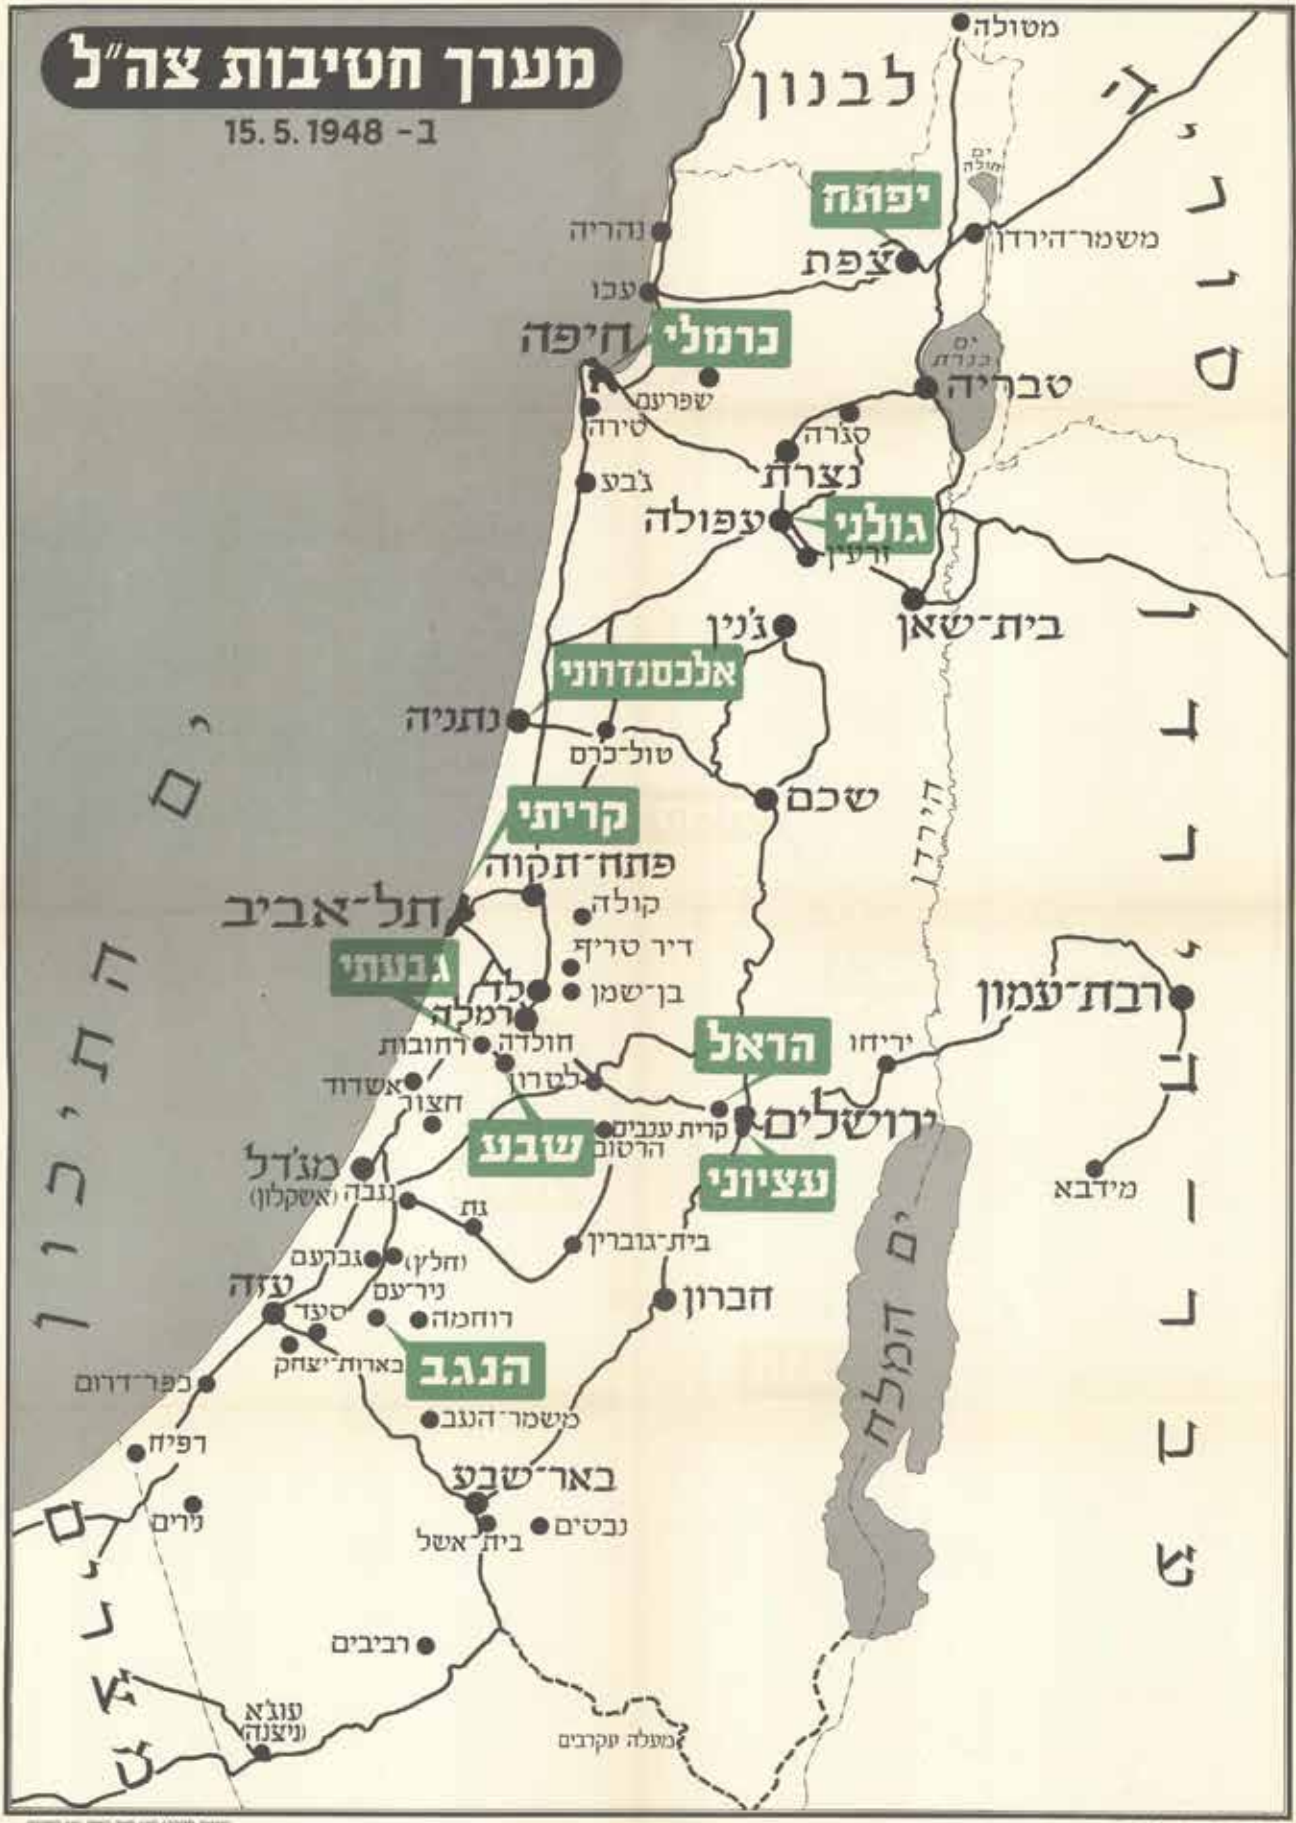 מערך חטיבות צה״ל
ב- 15.5.1948
מטולה
לבנון
סוריה
ים חולה
יפתח
משמר־הירדן
נהריה
צפת
עכו
חיפה
כרמלי
ים כנרת
טבריה
שפרעם
טירה
סג'רה
נצרת
ג'בע
עפולה
גולני
זרעין
בית־שאן
ג'נין
אלכסנדרוני
נתניה
טול־כרם
שכם
הירדן
קריתי
פתח־תקוה
תל־אביב
קולה
דיר טריף
גבעתי
לד
בן־שמן
רמלה
רבת־עמון
הראל
יריחו
רחובות
חולדה
לטרון
אשדוד
חצור
קרית ענבים
ירושלים
הרטוב
שבע
עציוני
מג'דל
(אשקלון)
נגבה
מידבא
גת
בית־גוברין
גברעם
(חלץ)
ניר־עם
עזה
סעד
רוחמה
חברון
בארות־יצחק
הנגב
כפר־דרום
משמר־הנגב
רפיח
באר־שבע
נירים
בית־אשל
נבטים
רביבים
עוג'א
(ניצנה)
מעלה עקרבים
ים התיכון
ים המלח
עבר־הירדן